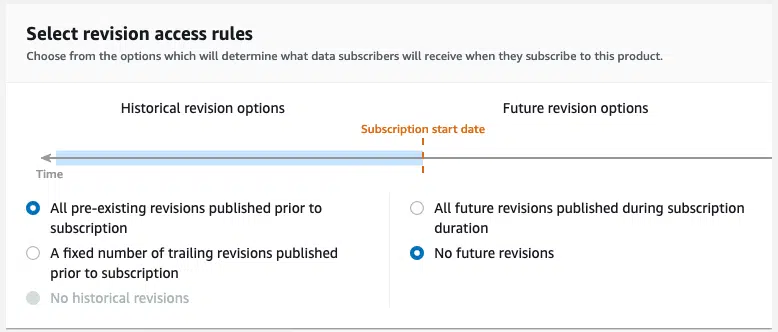 Select revision access rules
Choose from the options which will determine what data subscribers will receive when they subscribe to this product.
Historical revision options
Future revision options
Subscription start date
Time
All pre-existing revisions published prior to
subscription
A fixed number of trailing revisions published
prior to subscription
No historical revisions
All future revisions published during subscription
duration
No future revisions